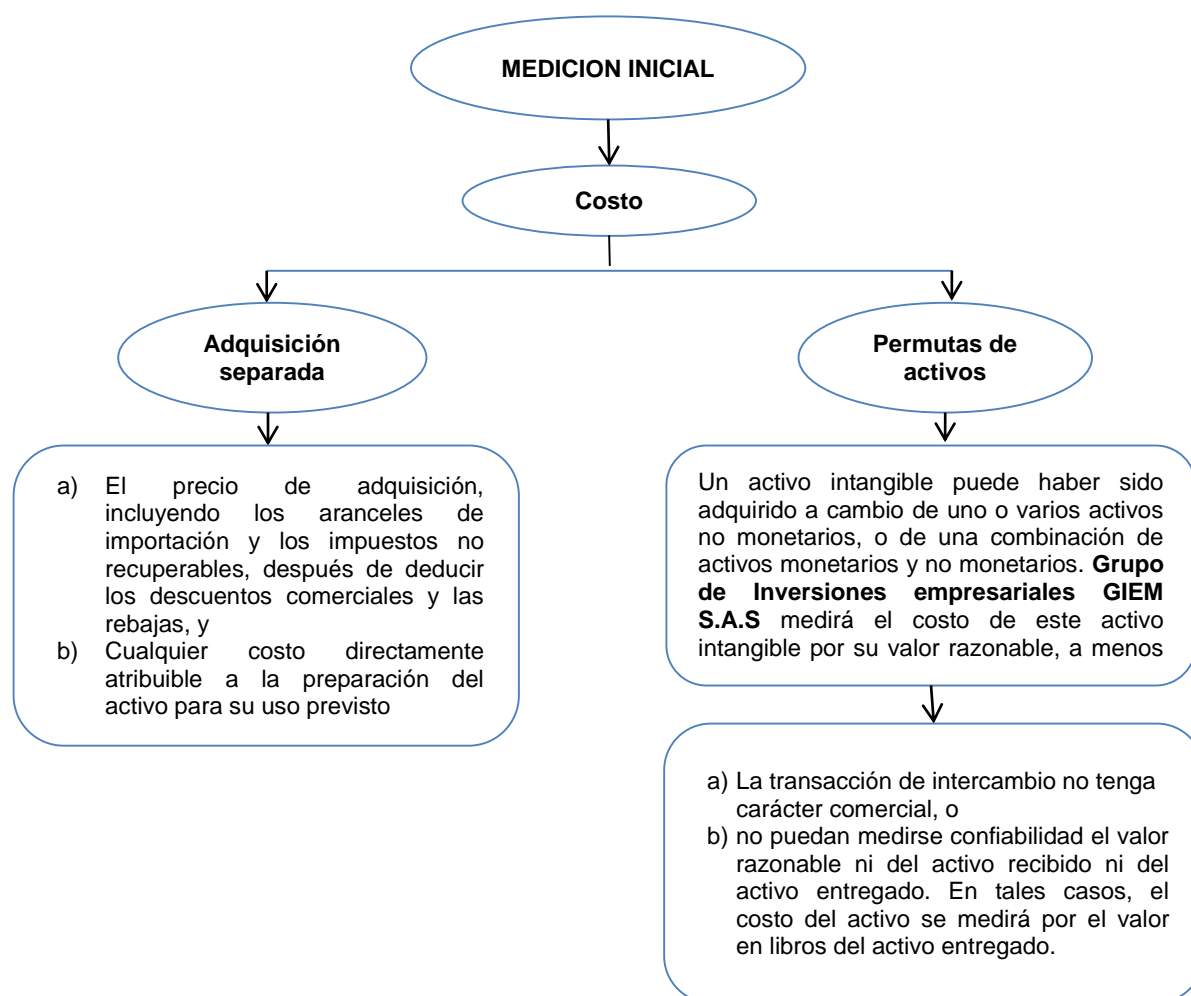 MEDICION INICIAL
Costo
Adquisición
separada
Permutas de
activos
a) El precio de adquisición,
incluyendo los aranceles de
importación y los impuestos no
recuperables, después de deducir
los descuentos comerciales y las
rebajas, y
b) Cualquier costo directamente
atribuible a la preparación del
activo para su uso previsto
Un activo intangible puede haber sido
adquirido a cambio de uno o varios activos
no monetarios, o de una combinación de
activos monetarios y no monetarios. Grupo
de Inversiones empresariales GIEM
S.A.S medirá el costo de este activo
intangible por su valor razonable, a menos
a) La transacción de intercambio no tenga
carácter comercial, o
b) no puedan medirse confiabilidad el valor
razonable ni del activo recibido ni del
activo entregado. En tales casos, el
costo del activo se medirá por el valor
en libros del activo entregado.